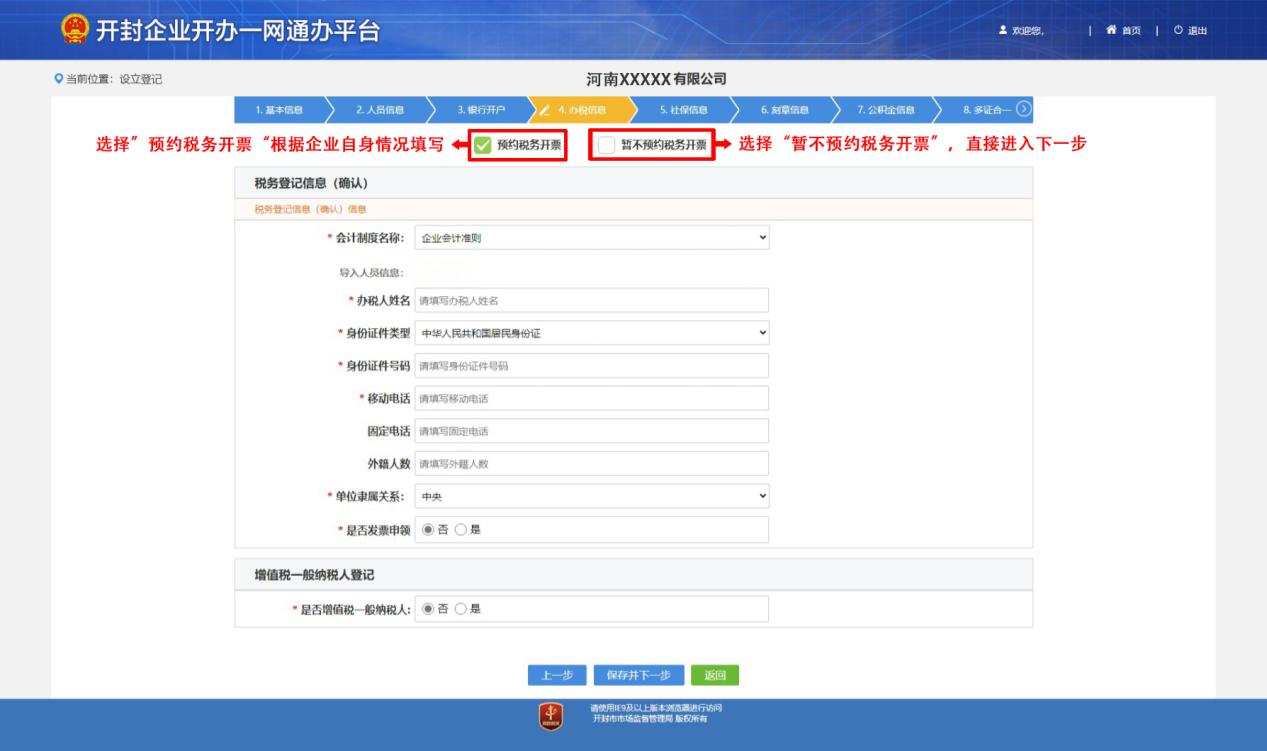 开封企业开办一网通办平台
欢迎您, | 首页 | 退出
当前位置：设立登记
河南XXXXX有限公司
1. 基本信息 2. 人员信息 3. 银行开户 4. 办税信息 5. 社保信息 6. 刻章信息 7. 公积金信息 8. 多证合一
选择”预约税务开票“根据企业自身情况填写 预约税务开票 暂不预约税务开票 选择“暂不预约税务开票”，直接进入下一步
税务登记信息（确认）
税务登记信息（确认）信息
* 会计制度名称： 企业会计准则
导入人员信息：
* 办税人姓名 请填写办税人姓名
* 身份证件类型 中华人民共和国居民身份证
* 身份证件号码 请填写身份证件号码
* 移动电话 请填写移动电话
固定电话 请填写固定电话
外籍人数 请填写外籍人数
* 单位隶属关系： 中央
* 是否发票申领 否 是
增值税一般纳税人登记
* 是否增值税一般纳税人: 否 是
上一步 保存并下一步 返回
请使用IE9及以上版本浏览器进行访问
开封市市场监督管理局 版权所有